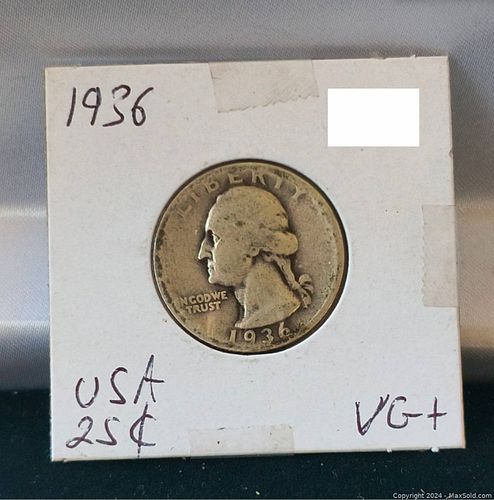 1936
LIBERTY
IN GOD WE
TRUST
1936
USA
25¢
VG+
Copyright 2024 - MaxSold.com